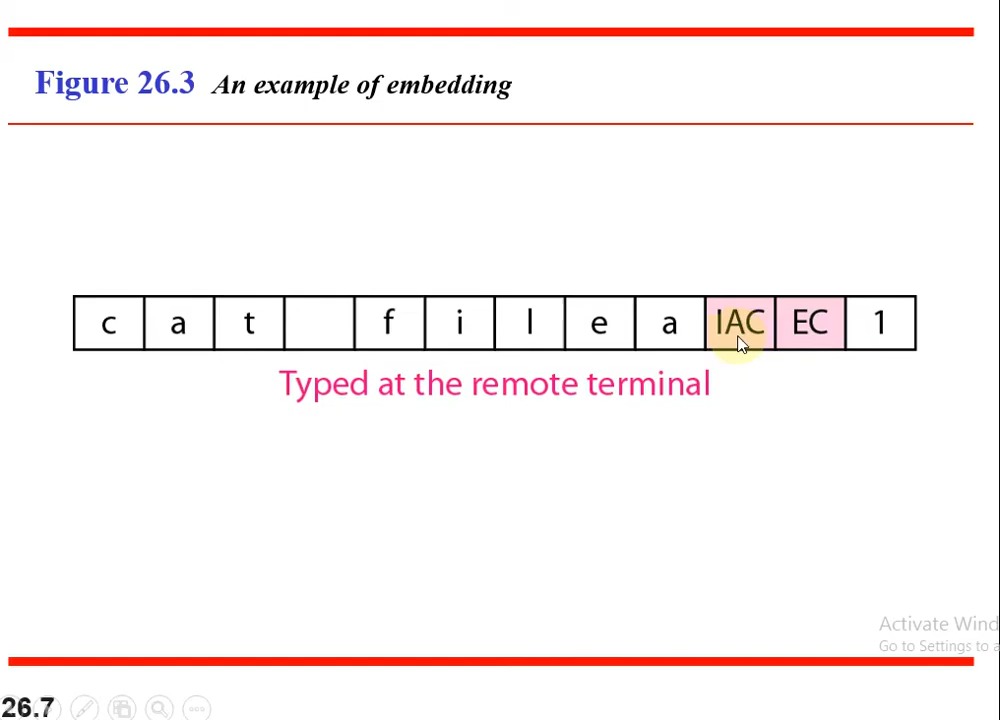 Figure 26.3 An example of embedding
c a t f i l e a IAC EC 1
Typed at the remote terminal
Activate Wind
Go to Settings to a
26.7